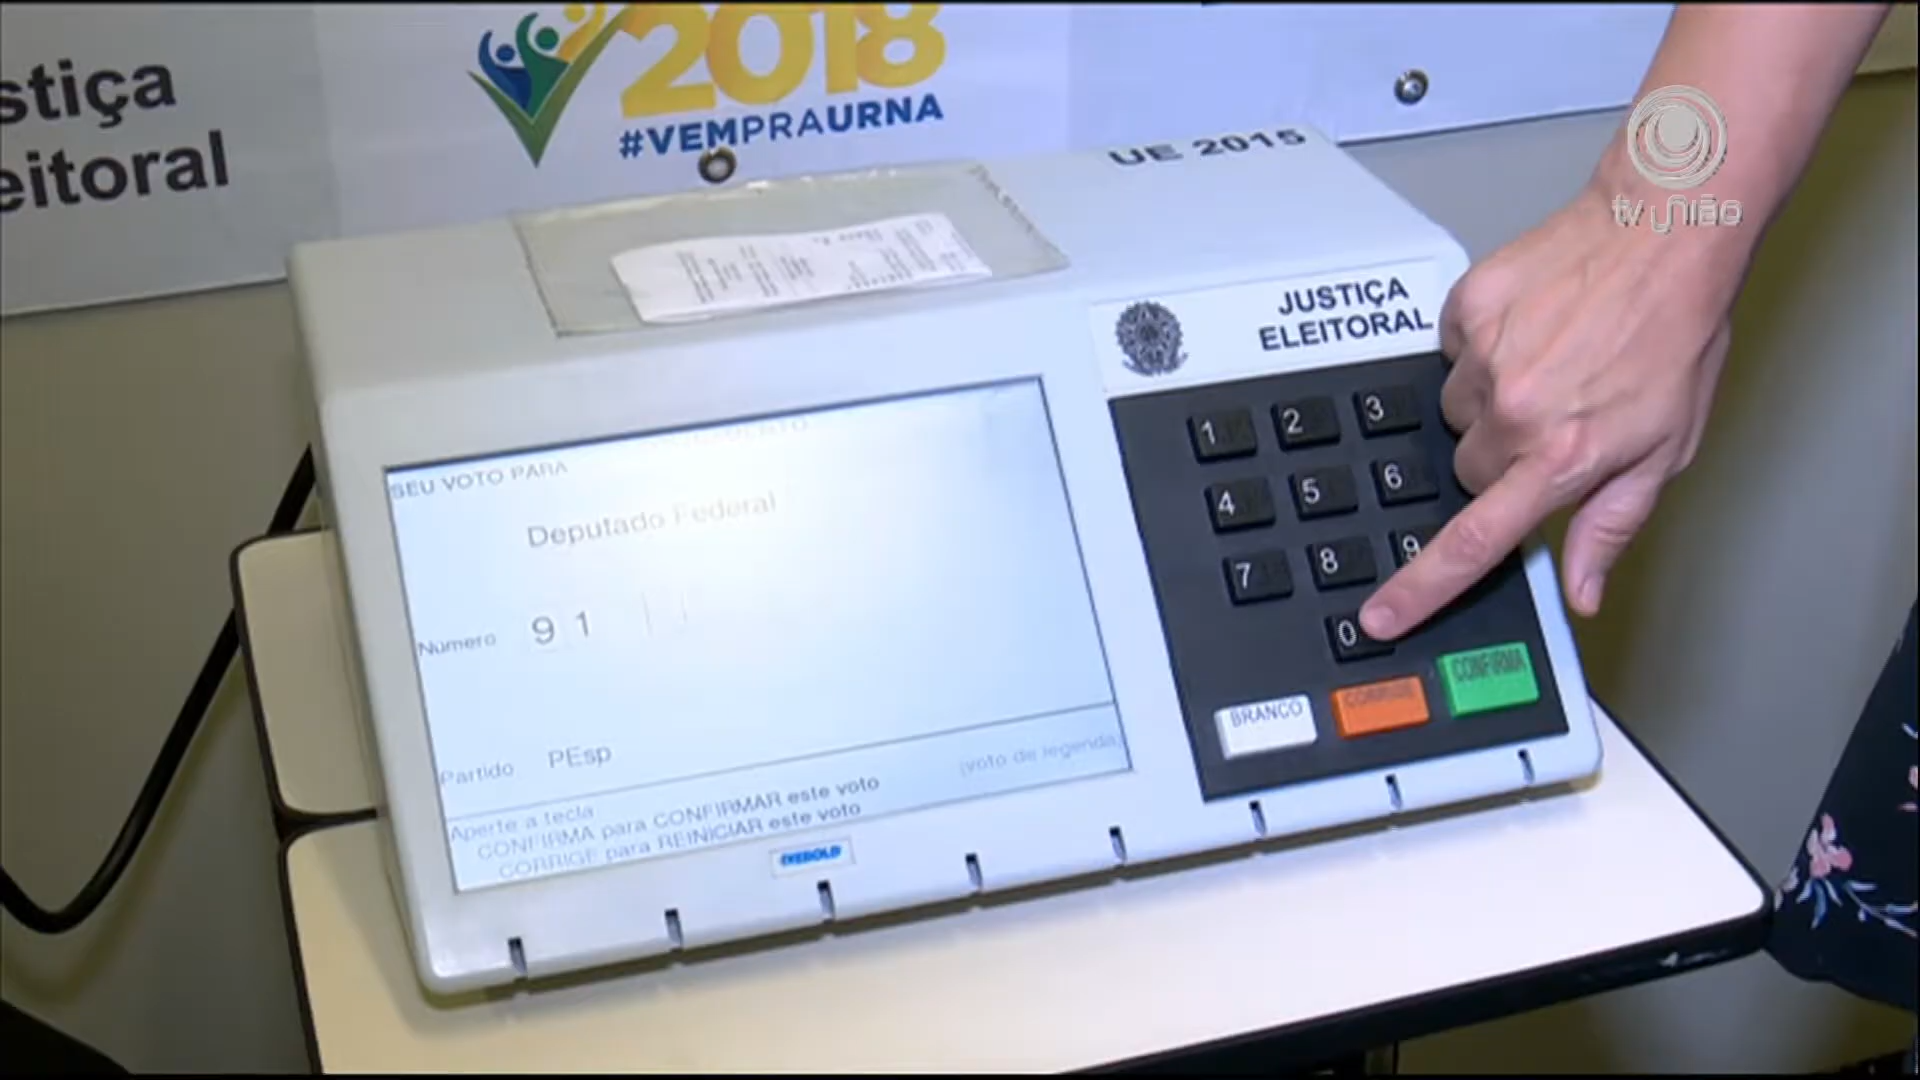 stiça
eitoral
2018
#VEMPRAURNA
UE 2015
tv união
JUSTIÇA
ELEITORAL
SEU VOTO PARA
Deputado Federal
Número 9 1
Partido PEsp
(voto de legenda)
Aperte a tecla
CONFIRMA para CONFIRMAR este voto
CORRIGE para REINICIAR este voto
DIEBOLD
1 2 3
4 5 6
7 8 9
0
BRANCO CORRIGE CONFIRMA